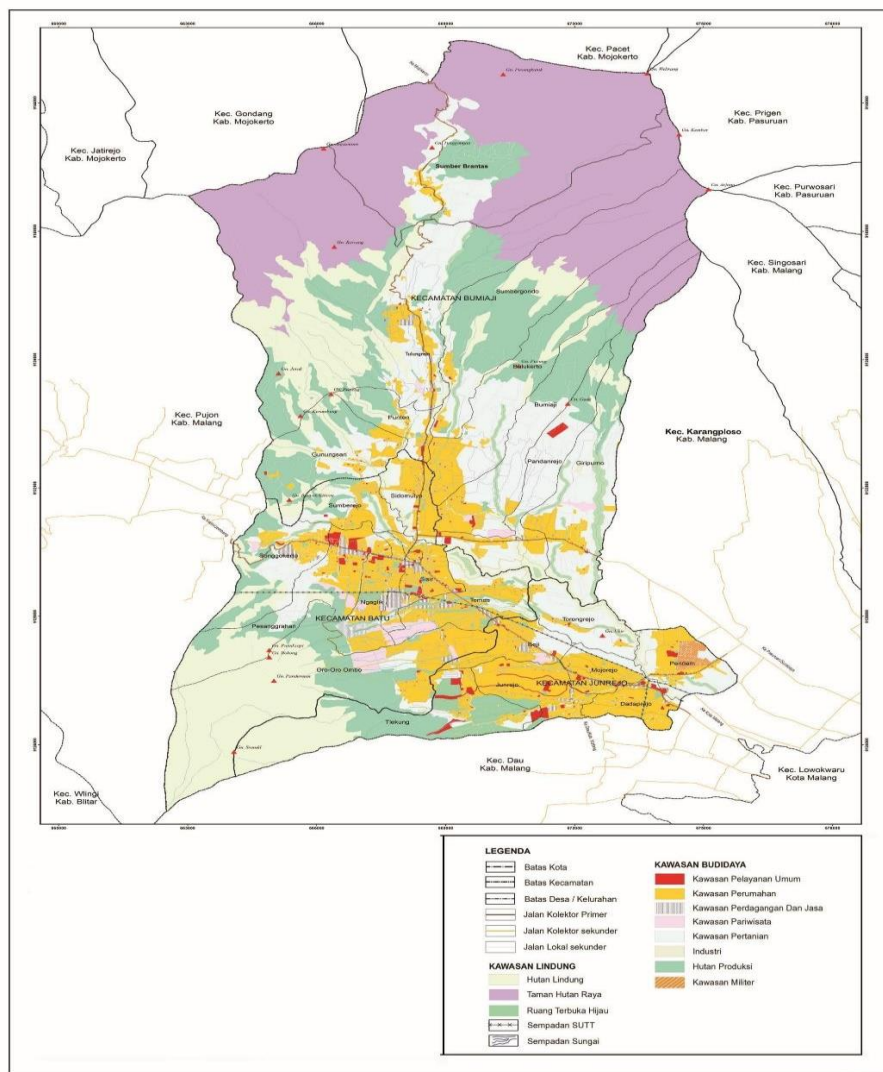 Kec. Pacet
Kab. Mojokerto
Kec. Gondang
Kab. Mojokerto
Kec. Prigen
Kab. Pasuruan
Kec. Jatirejo
Kab. Mojokerto
Kec. Purwosari
Kab. Pasuruan
Sumber Brantas
Kec. Singosari
Kab. Malang
Sumbergondo
KECAMATAN BUMIAJI
Tulungrejo
Bulukerto
Bumiaji
Kec. Pujon
Kab. Malang
Punten
Kec. Karangploso
Kab. Malang
Gunungsari
Pandanrejo
Giripurno
Sidomulyo
Sumberejo
Songgokerto
Sisir
Ngaglik
Temas
KECAMATAN BATU
Pesanggrahan
Torongrejo
Beji
Oro-Oro Ombo
Mojorejo
Pendem
Junrejo
KECAMATAN JUNREJO
Dadaprejo
Tlekung
Kec. Dau
Kab. Malang
Kec. Lowokwaru
Kota Malang
Kec. Wlingi
Kab. Blitar
LEGENDA
Batas Kota
Batas Kecamatan
Batas Desa / Kelurahan
Jalan Kolektor Primer
Jalan Kolektor sekunder
Jalan Lokal sekunder
KAWASAN LINDUNG
Hutan Lindung
Taman Hutan Raya
Ruang Terbuka Hijau
Sempadan SUTT
Sempadan Sungai
KAWASAN BUDIDAYA
Kawasan Pelayanan Umum
Kawasan Perumahan
Kawasan Perdagangan Dan Jasa
Kawasan Pariwisata
Kawasan Pertanian
Industri
Hutan Produksi
Kawasan Militer